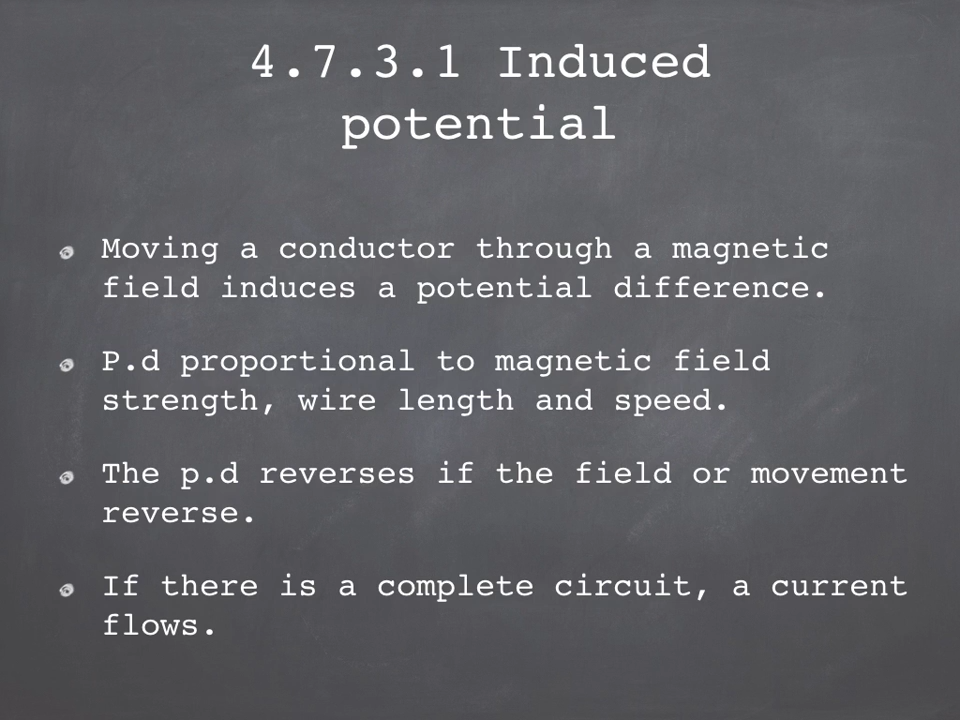 4.7.3.1 Induced
potential
Moving a conductor through a magnetic
field induces a potential difference.
P.d proportional to magnetic field
strength, wire length and speed.
The p.d reverses if the field or movement
reverse.
If there is a complete circuit, a current
flows.